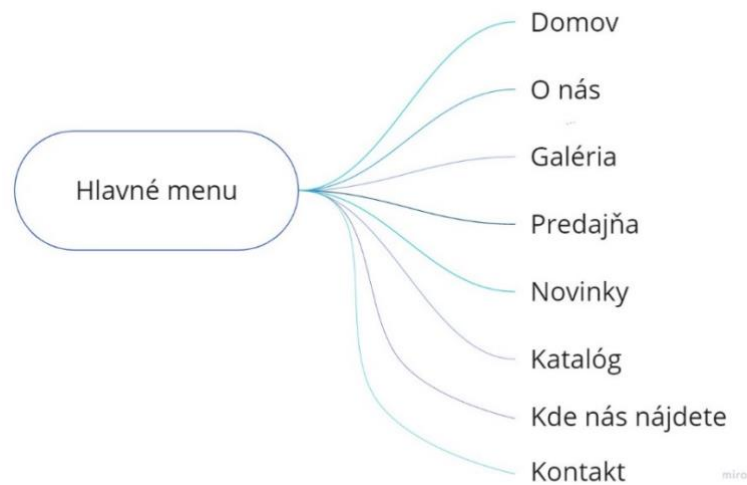 Domov
O nás
Galéria
Hlavné menu
Predajňa
Novinky
Katalóg
Kde nás nájdete
Kontakt
miro